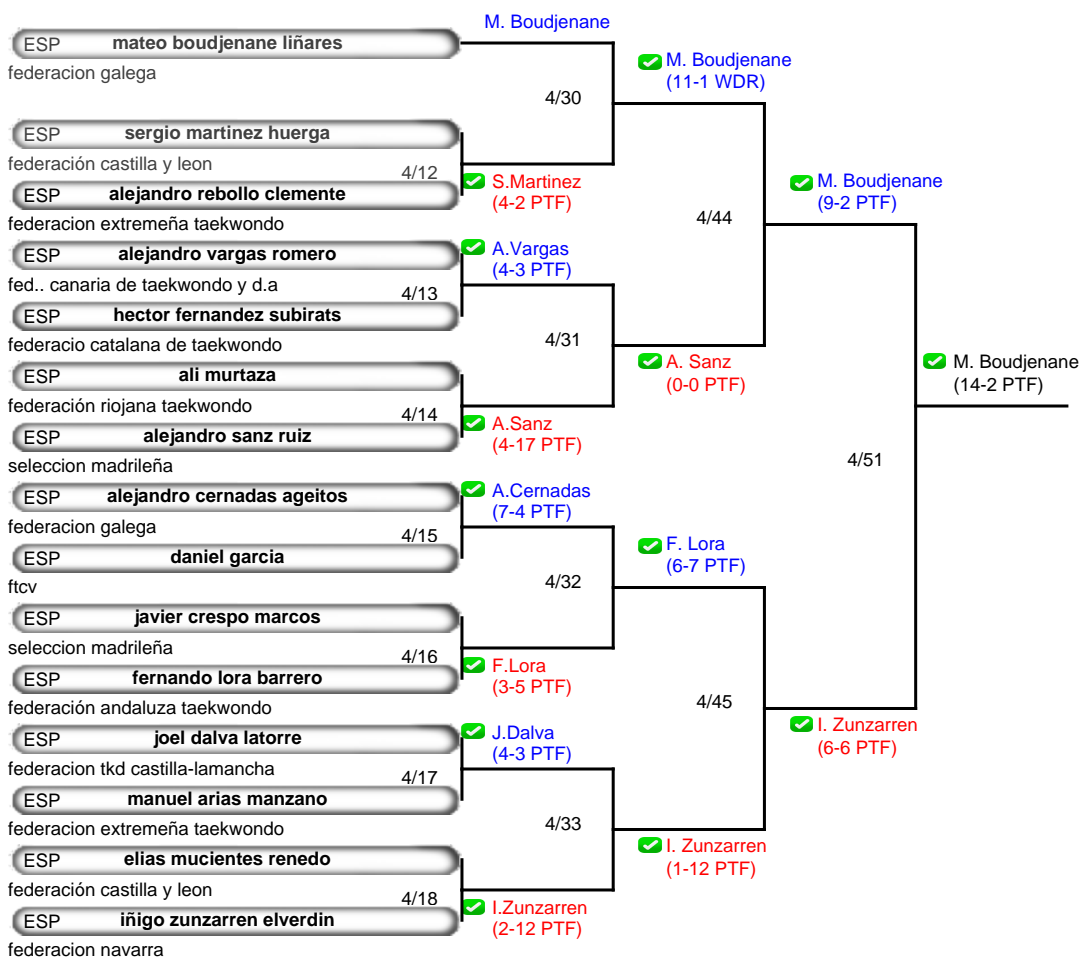 M. Boudjenane
ESP mateo boudjenane liñares
federacion galega
M. Boudjenane
(11-1 WDR)
4/30
ESP sergio martinez huerga
federación castilla y leon
4/12
ESP alejandro rebollo clemente
federacion extremeña taekwondo
S.Martinez
(4-2 PTF)
M. Boudjenane
(9-2 PTF)
4/44
ESP alejandro vargas romero
fed.. canaria de taekwondo y d.a
A.Vargas
(4-3 PTF)
4/13
ESP hector fernandez subirats
federacio catalana de taekwondo
4/31
ESP ali murtaza
federación riojana taekwondo
A. Sanz
(0-0 PTF)
M. Boudjenane
(14-2 PTF)
4/14
ESP alejandro sanz ruiz
seleccion madrileña
A.Sanz
(4-17 PTF)
4/51
ESP alejandro cernadas ageitos
federacion galega
A.Cernadas
(7-4 PTF)
4/15
ESP daniel garcia
ftcv
F. Lora
(6-7 PTF)
4/32
ESP javier crespo marcos
seleccion madrileña
4/16
ESP fernando lora barrero
federación andaluza taekwondo
F.Lora
(3-5 PTF)
4/45
ESP joel dalva latorre
federacion tkd castilla-lamancha
J.Dalva
(4-3 PTF)
I. Zunzarren
(6-6 PTF)
4/17
ESP manuel arias manzano
federacion extremeña taekwondo
4/33
ESP elias mucientes renedo
federación castilla y leon
I. Zunzarren
(1-12 PTF)
4/18
ESP iñigo zunzarren elverdin
federacion navarra
I.Zunzarren
(2-12 PTF)